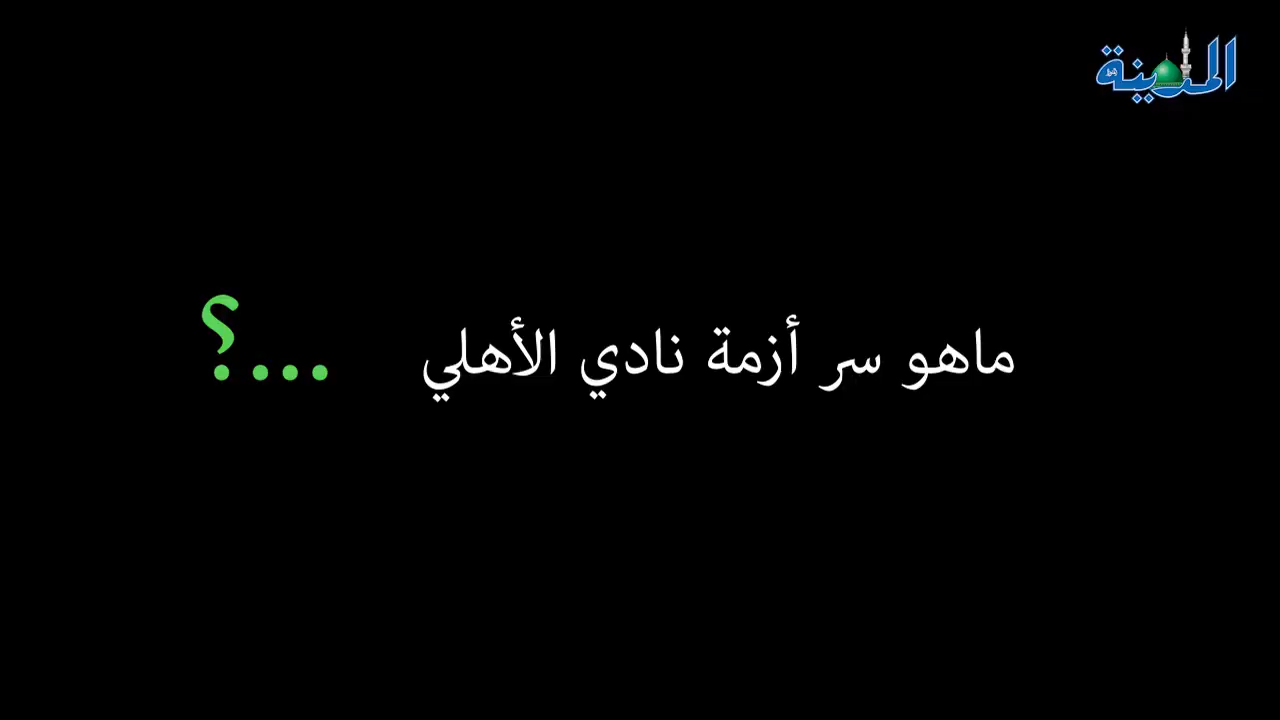 المدينة
ماهو سر أزمة نادي الأهلي ...؟